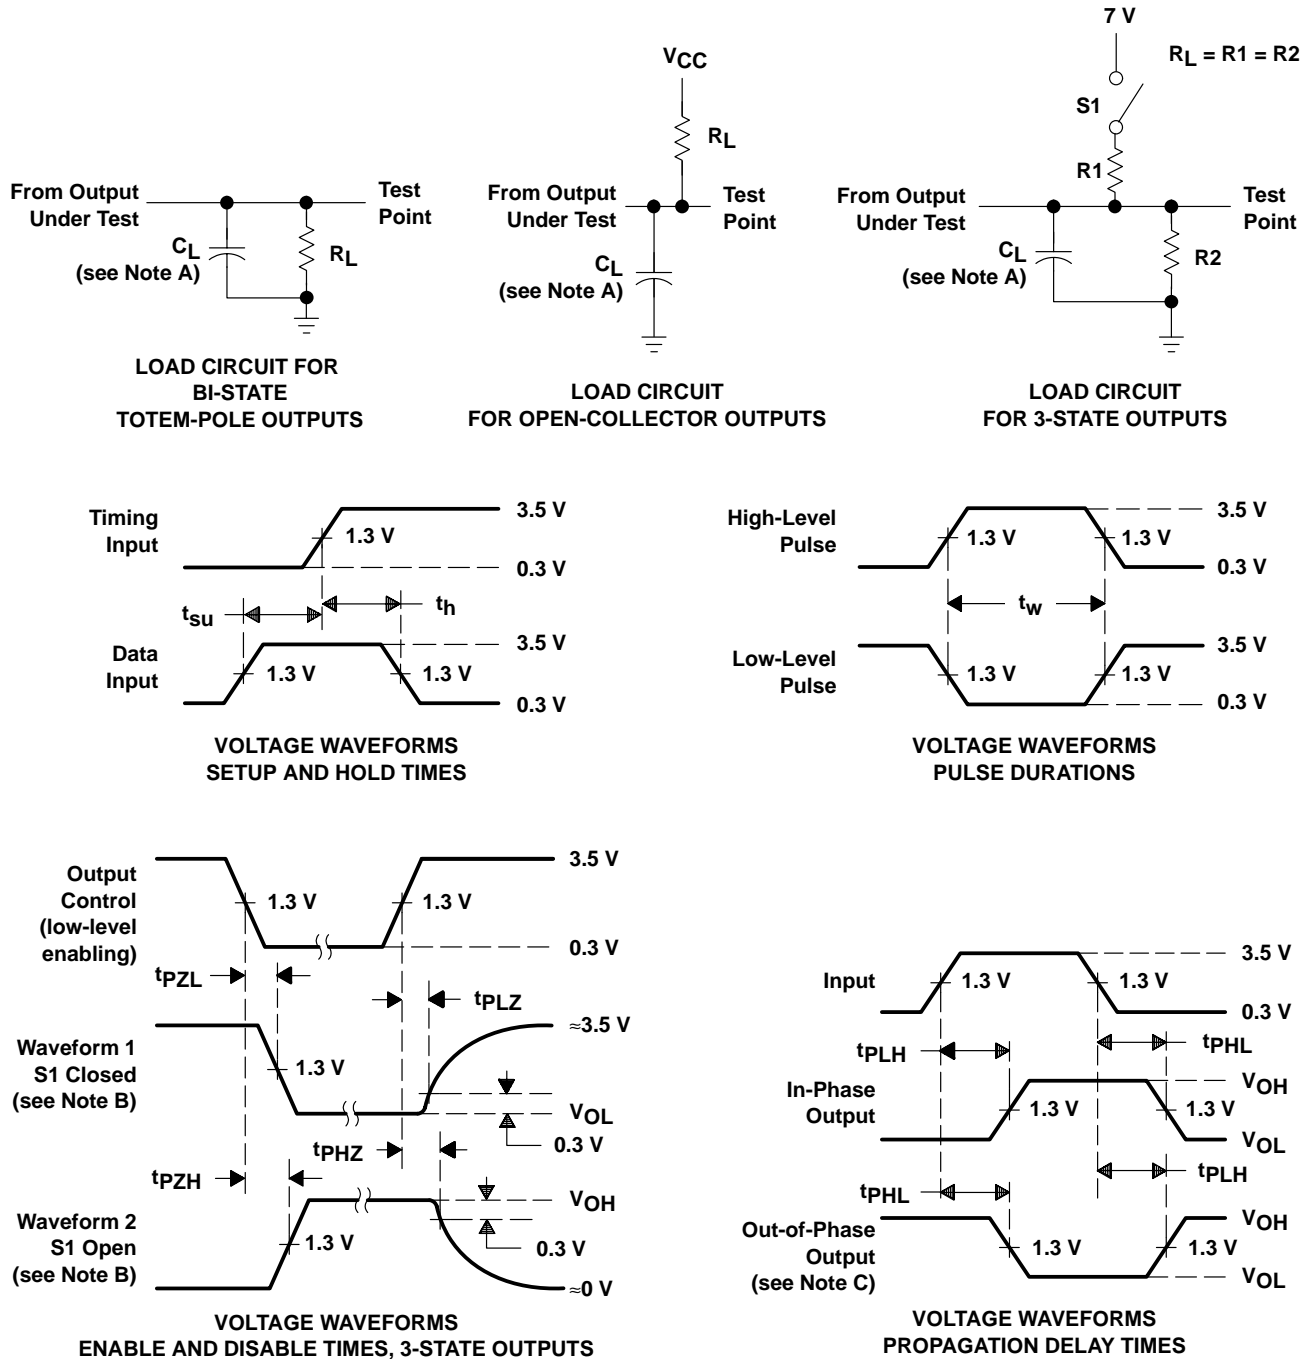 From Output
Under Test
Test
Point
CL
(see Note A)
RL
LOAD CIRCUIT FOR
BI-STATE
TOTEM-POLE OUTPUTS
VCC
RL
From Output
Under Test
Test
Point
CL
(see Note A)
LOAD CIRCUIT
FOR OPEN-COLLECTOR OUTPUTS
7 V
RL = R1 = R2
S1
R1
From Output
Under Test
Test
Point
CL
(see Note A)
R2
LOAD CIRCUIT
FOR 3-STATE OUTPUTS
Timing
Input
1.3 V
3.5 V
0.3 V
tsu
th
Data
Input
1.3 V
1.3 V
3.5 V
0.3 V
VOLTAGE WAVEFORMS
SETUP AND HOLD TIMES
High-Level
Pulse
1.3 V
1.3 V
3.5 V
0.3 V
tw
Low-Level
Pulse
1.3 V
1.3 V
3.5 V
0.3 V
VOLTAGE WAVEFORMS
PULSE DURATIONS
Output
Control
(low-level
enabling)
1.3 V
1.3 V
3.5 V
0.3 V
tPZL
tPLZ
Waveform 1
S1 Closed
(see Note B)
1.3 V
≈3.5 V
VOL
0.3 V
tPHZ
tPZH
Waveform 2
S1 Open
(see Note B)
1.3 V
VOH
0.3 V
≈0 V
VOLTAGE WAVEFORMS
ENABLE AND DISABLE TIMES, 3-STATE OUTPUTS
Input
1.3 V
1.3 V
3.5 V
0.3 V
tPLH
tPHL
In-Phase
Output
1.3 V
1.3 V
VOH
VOL
tPHL
tPLH
Out-of-Phase
Output
(see Note C)
1.3 V
1.3 V
VOH
VOL
VOLTAGE WAVEFORMS
PROPAGATION DELAY TIMES